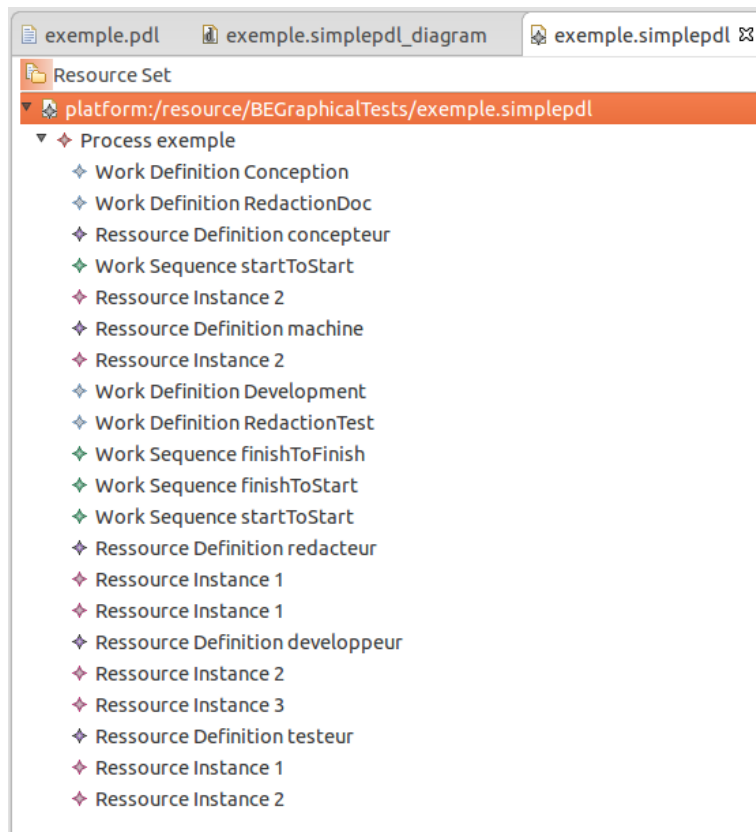 exemple.pdl exemple.simplepdl_diagram exemple.simplepdl
Resource Set
platform:/resource/BEGraphicalTests/exemple.simplepdl
Process exemple
Work Definition Conception
Work Definition RedactionDoc
Ressource Definition concepteur
Work Sequence startToStart
Ressource Instance 2
Ressource Definition machine
Ressource Instance 2
Work Definition Development
Work Definition RedactionTest
Work Sequence finishToFinish
Work Sequence finishToStart
Work Sequence startToStart
Ressource Definition redacteur
Ressource Instance 1
Ressource Instance 1
Ressource Definition developpeur
Ressource Instance 2
Ressource Instance 3
Ressource Definition testeur
Ressource Instance 1
Ressource Instance 2